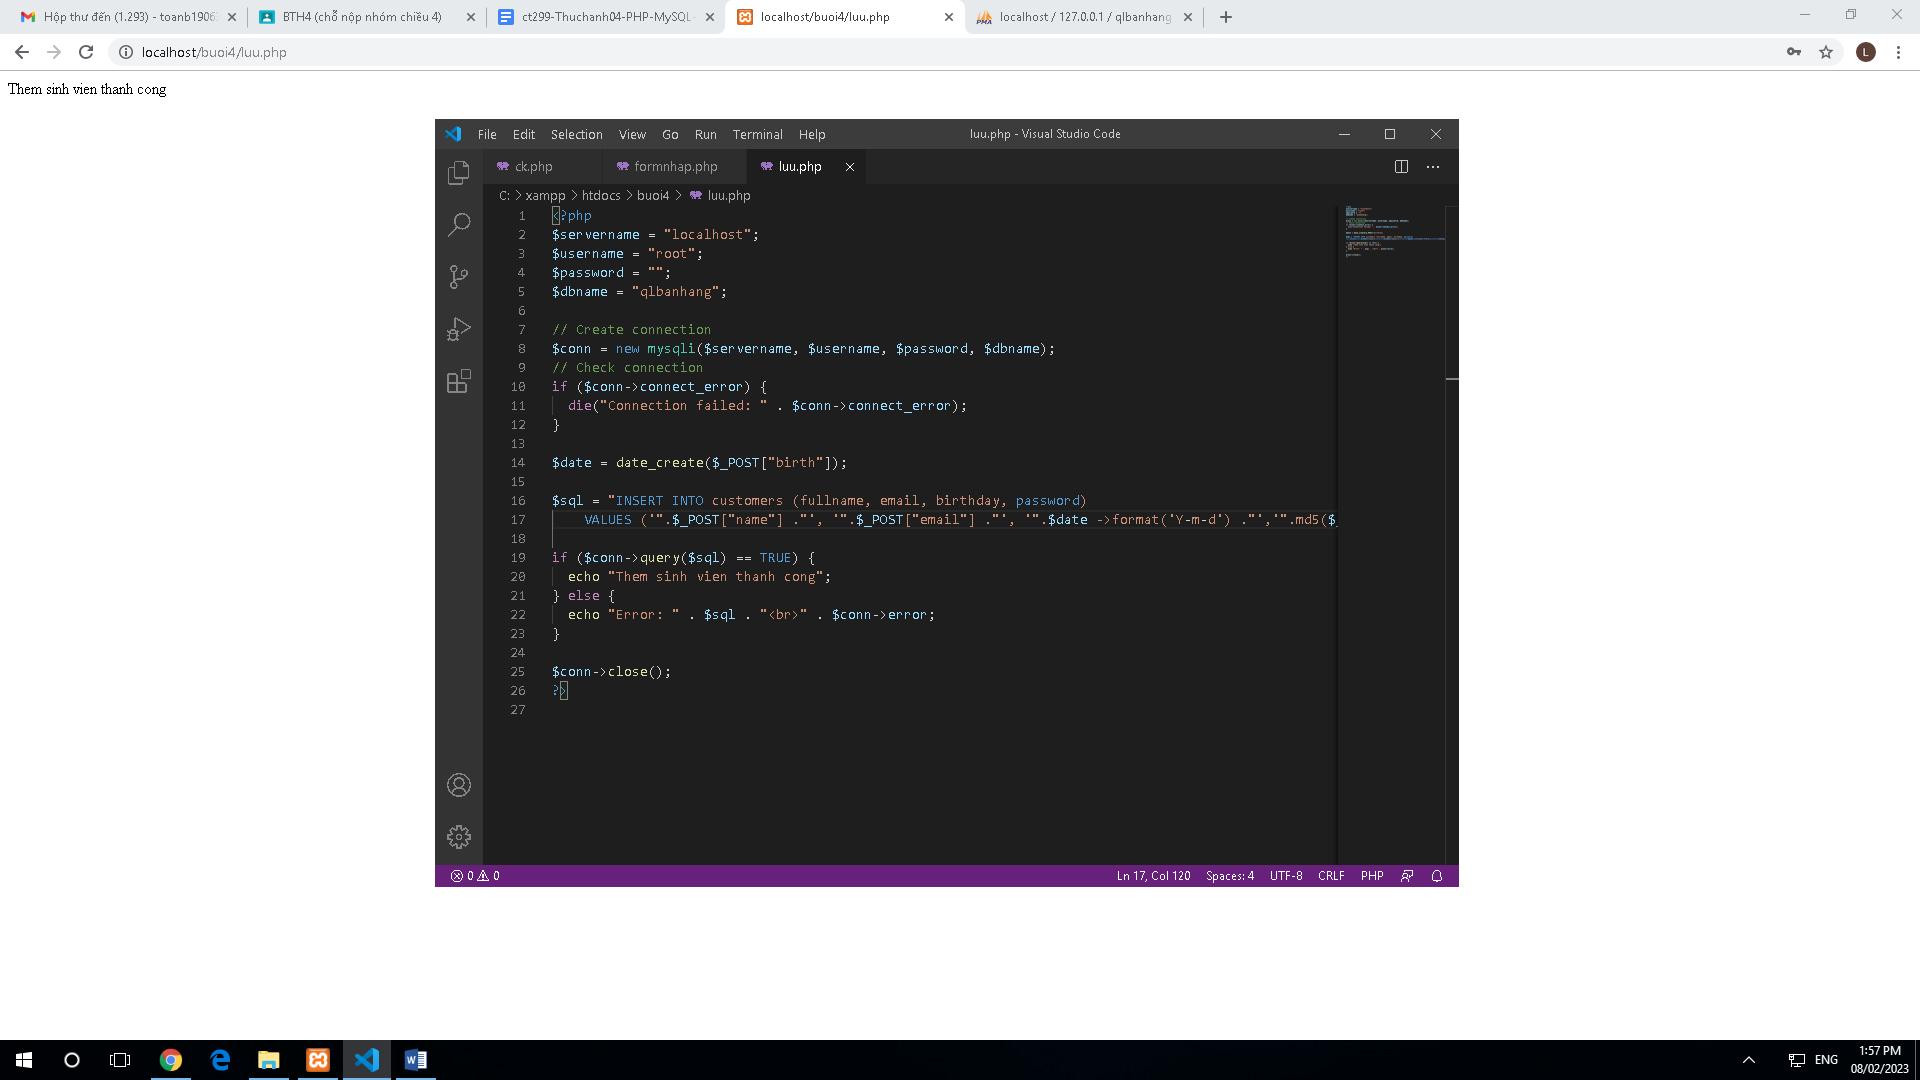 Hộp thư đến (1.293) - toanb1906
BTH4 (chỗ nộp nhóm chiều 4)
ct299-Thuchanh04-PHP-MySQL-
localhost/buoi4/luu.php
localhost / 127.0.0.1 / qlbanhang
localhost/buoi4/luu.php
L
Them sinh vien thanh cong
File Edit Selection View Go Run Terminal Help
luu.php - Visual Studio Code
ck.php
formnhap.php
luu.php
C: > xampp > htdocs > buoi4 > luu.php
1 <?php
2 $servername = "localhost";
3 $username = "root";
4 $password = "";
5 $dbname = "qlbanhang";
6
7 // Create connection
8 $conn = new mysqli($servername, $username, $password, $dbname);
9 // Check connection
10 if ($conn->connect_error) {
11 die("Connection failed: " . $conn->connect_error);
12 }
13
14 $date = date_create($_POST["birth"]);
15
16 $sql = "INSERT INTO customers (fullname, email, birthday, password)
17 VALUES ('".$_POST["name"] ."', '".$_POST["email"] ."', '".$date ->format('Y-m-d') ."','".md5($_
18
19 if ($conn->query($sql) == TRUE) {
20 echo "Them sinh vien thanh cong";
21 } else {
22 echo "Error: " . $sql . "<br>" . $conn->error;
23 }
24
25 $conn->close();
26 ?>
27
0 0
Ln 17, Col 120 Spaces: 4 UTF-8 CRLF PHP
PMA
ENG
1:57 PM
08/02/2023